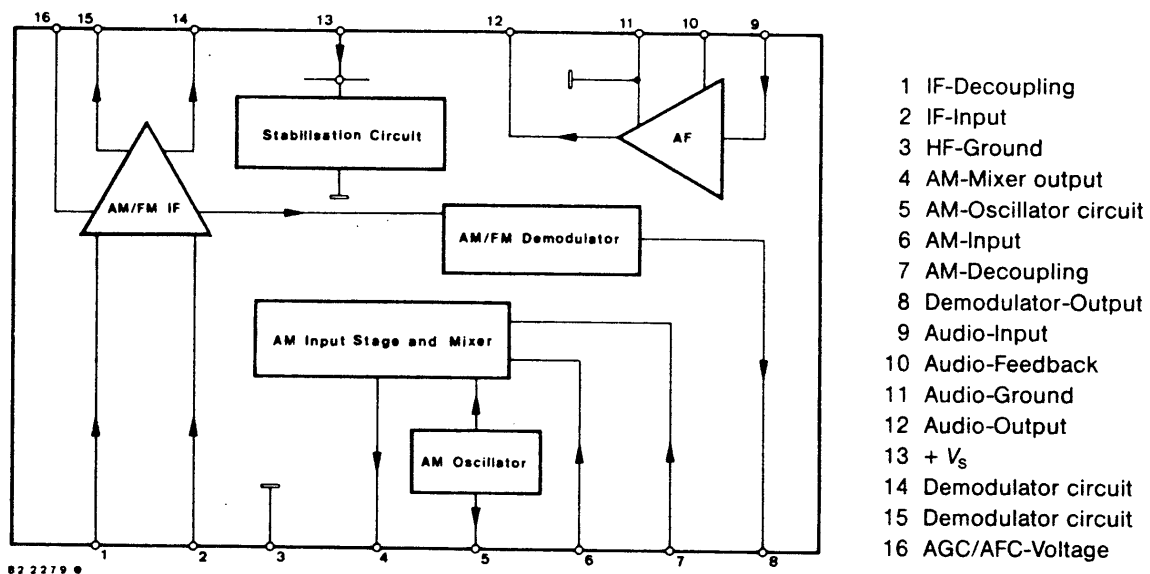 16 15 14 13 12 11 10 9
Stabilisation Circuit
AF
AM/FM IF
AM/FM Demodulator
AM Input Stage and Mixer
AM Oscillator
1 2 3 4 5 6 7 8
82 2279 e
1 IF-Decoupling
2 IF-Input
3 HF-Ground
4 AM-Mixer output
5 AM-Oscillator circuit
6 AM-Input
7 AM-Decoupling
8 Demodulator-Output
9 Audio-Input
10 Audio-Feedback
11 Audio-Ground
12 Audio-Output
13 + Vs
14 Demodulator circuit
15 Demodulator circuit
16 AGC/AFC-Voltage